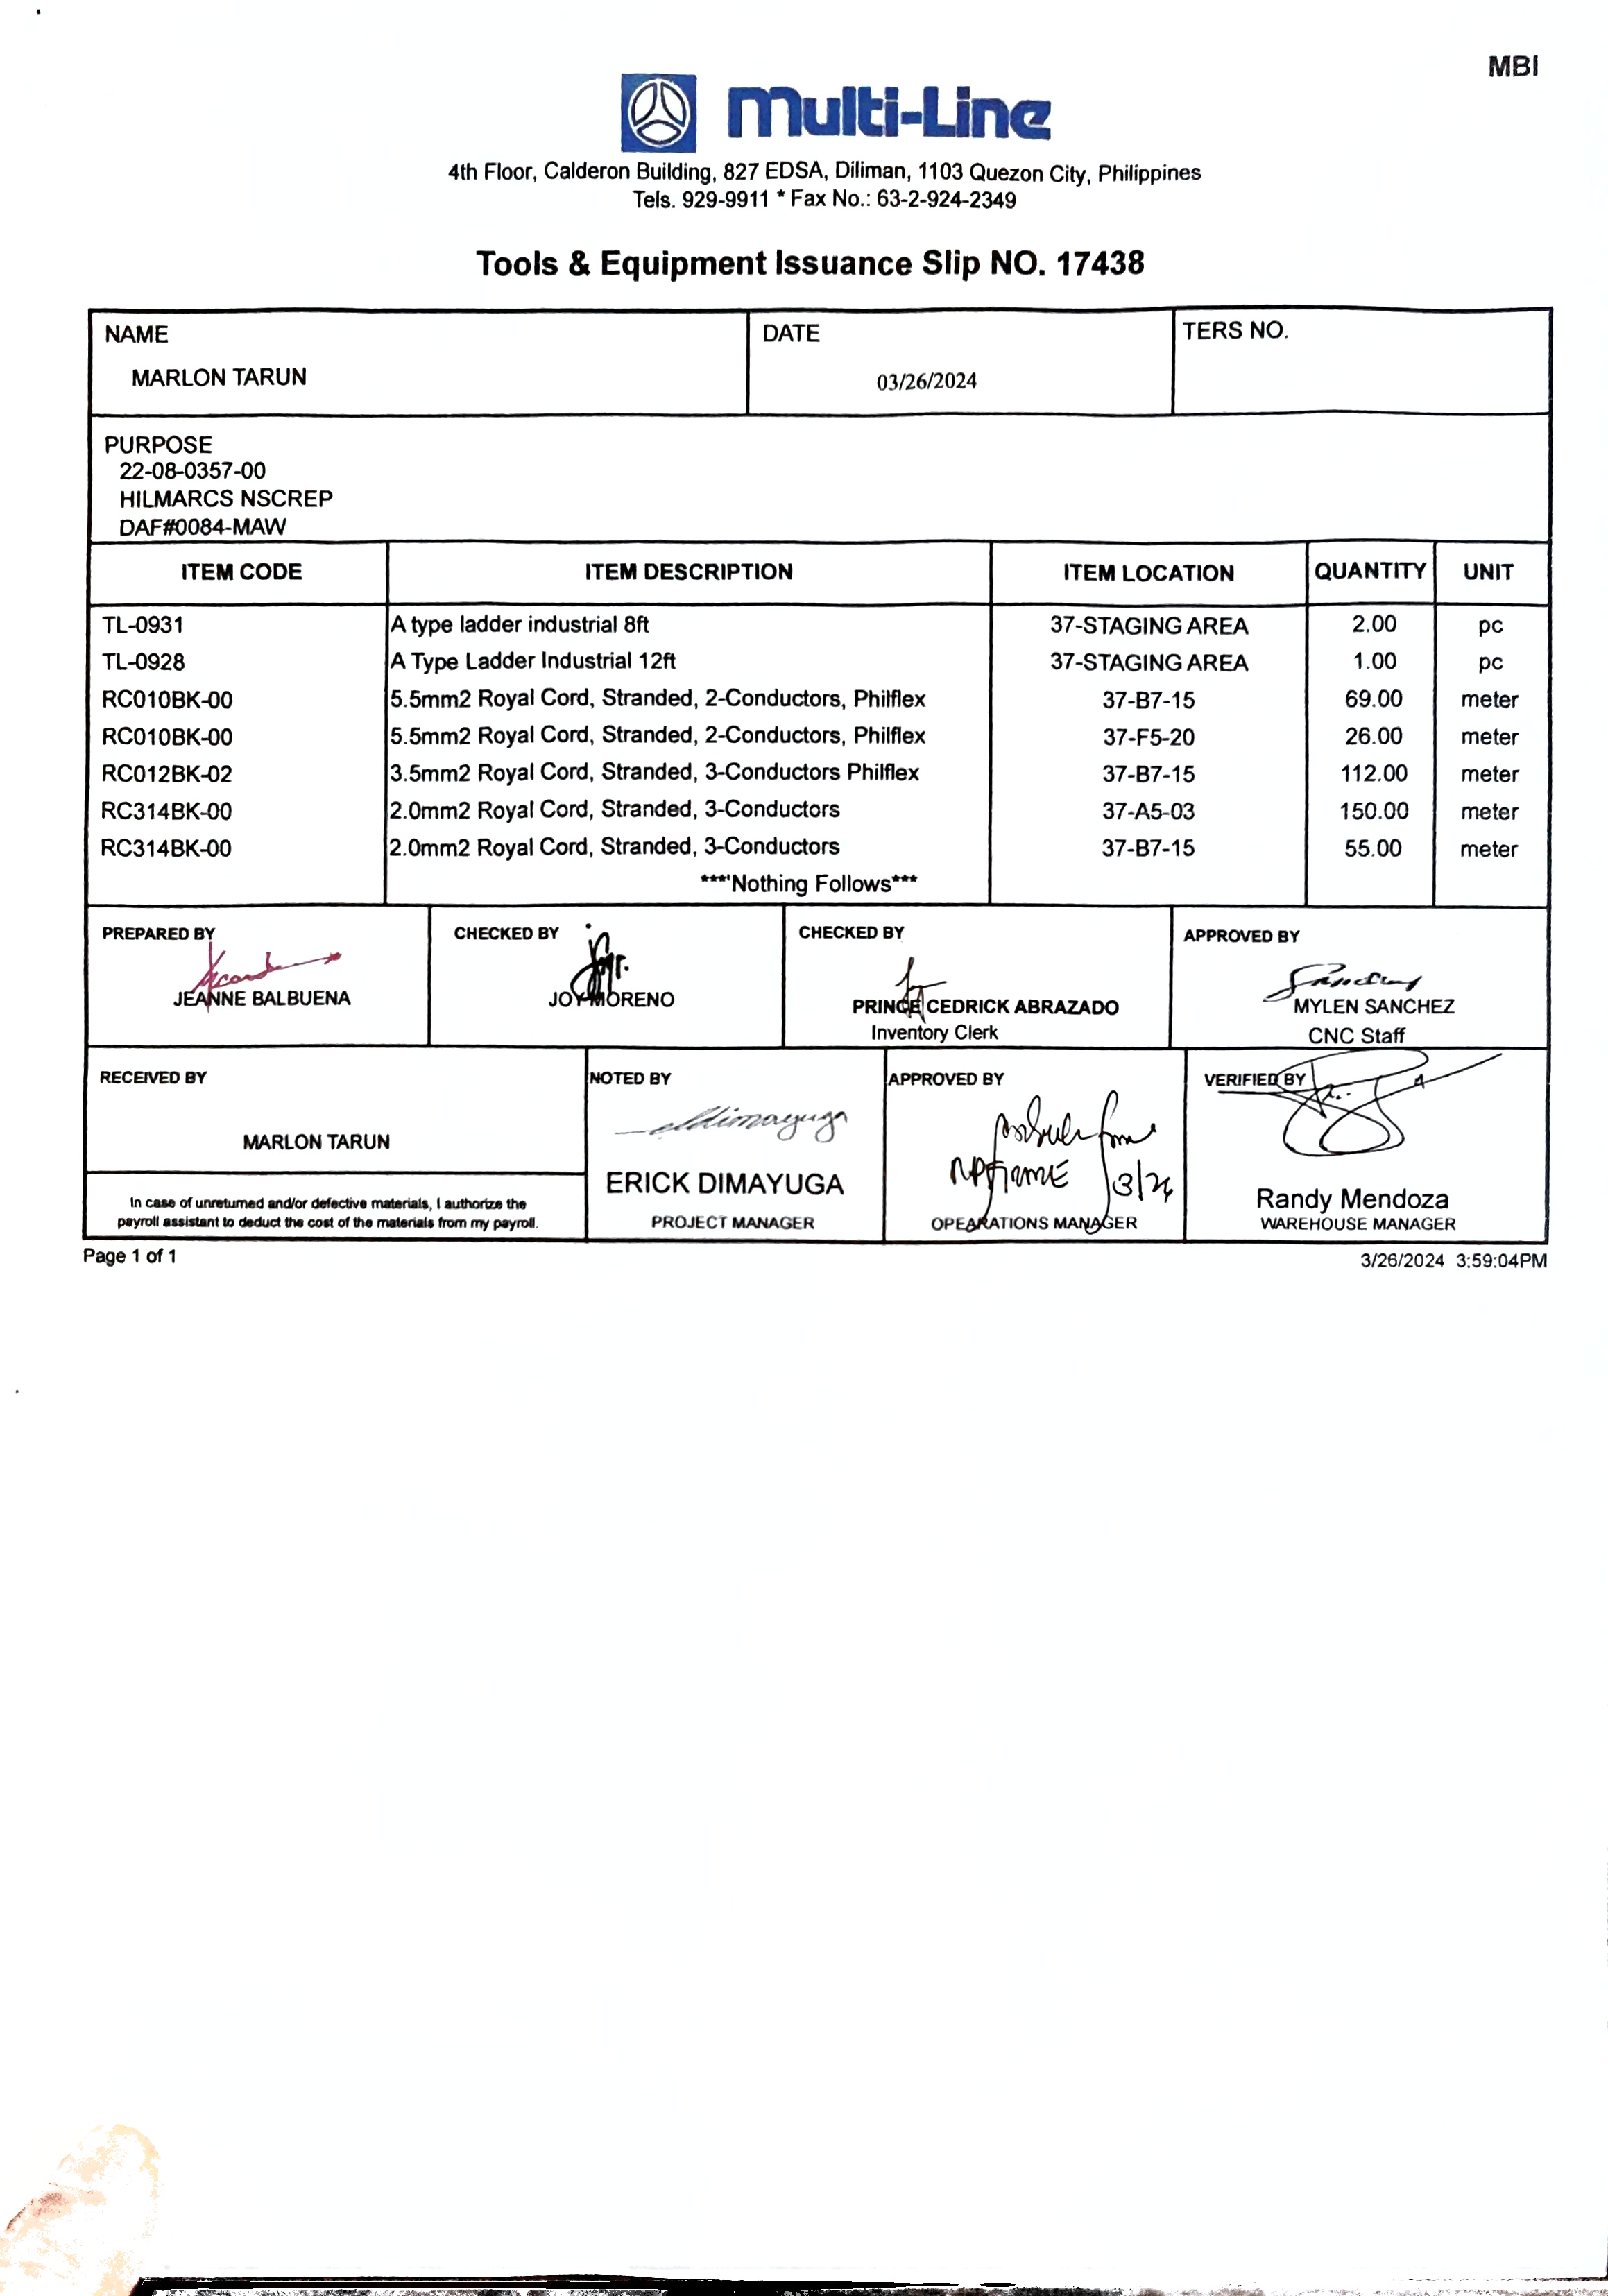 MBI
Multi-Line
4th Floor, Calderon Building, 827 EDSA, Diliman, 1103 Quezon City, Philippines
Tels. 929-9911 * Fax No.: 63-2-924-2349
Tools & Equipment Issuance Slip NO. 17438
NAME DATE TERS NO.
MARLON TARUN 03/26/2024
PURPOSE
22-08-0357-00
HILMARCS NSCREP
DAF#0084-MAW
ITEM CODE ITEM DESCRIPTION ITEM LOCATION QUANTITY UNIT
TL-0931 A type ladder industrial 8ft 37-STAGING AREA 2.00 pc
TL-0928 A Type Ladder Industrial 12ft 37-STAGING AREA 1.00 pc
RC010BK-00 5.5mm2 Royal Cord, Stranded, 2-Conductors, Philflex 37-B7-15 69.00 meter
RC010BK-00 5.5mm2 Royal Cord, Stranded, 2-Conductors, Philflex 37-F5-20 26.00 meter
RC012BK-02 3.5mm2 Royal Cord, Stranded, 3-Conductors Philflex 37-B7-15 112.00 meter
RC314BK-00 2.0mm2 Royal Cord, Stranded, 3-Conductors 37-A5-03 150.00 meter
RC314BK-00 2.0mm2 Royal Cord, Stranded, 3-Conductors 37-B7-15 55.00 meter
****Nothing Follows***
PREPARED BY CHECKED BY CHECKED BY APPROVED BY
JEANNE BALBUENA JOY MORENO PRINCE CEDRICK ABRAZADO MYLEN SANCHEZ
Inventory Clerk CNC Staff
RECEIVED BY NOTED BY APPROVED BY VERIFIED BY
MARLON TARUN
ERICK DIMAYUGA 3/26 Randy Mendoza
In case of unreturned and/or defective materials, I authorize the
payroll assistant to deduct the cost of the materials from my payroll.
PROJECT MANAGER OPEARATIONS MANAGER WAREHOUSE MANAGER
Page 1 of 1 3/26/2024 3:59:04PM